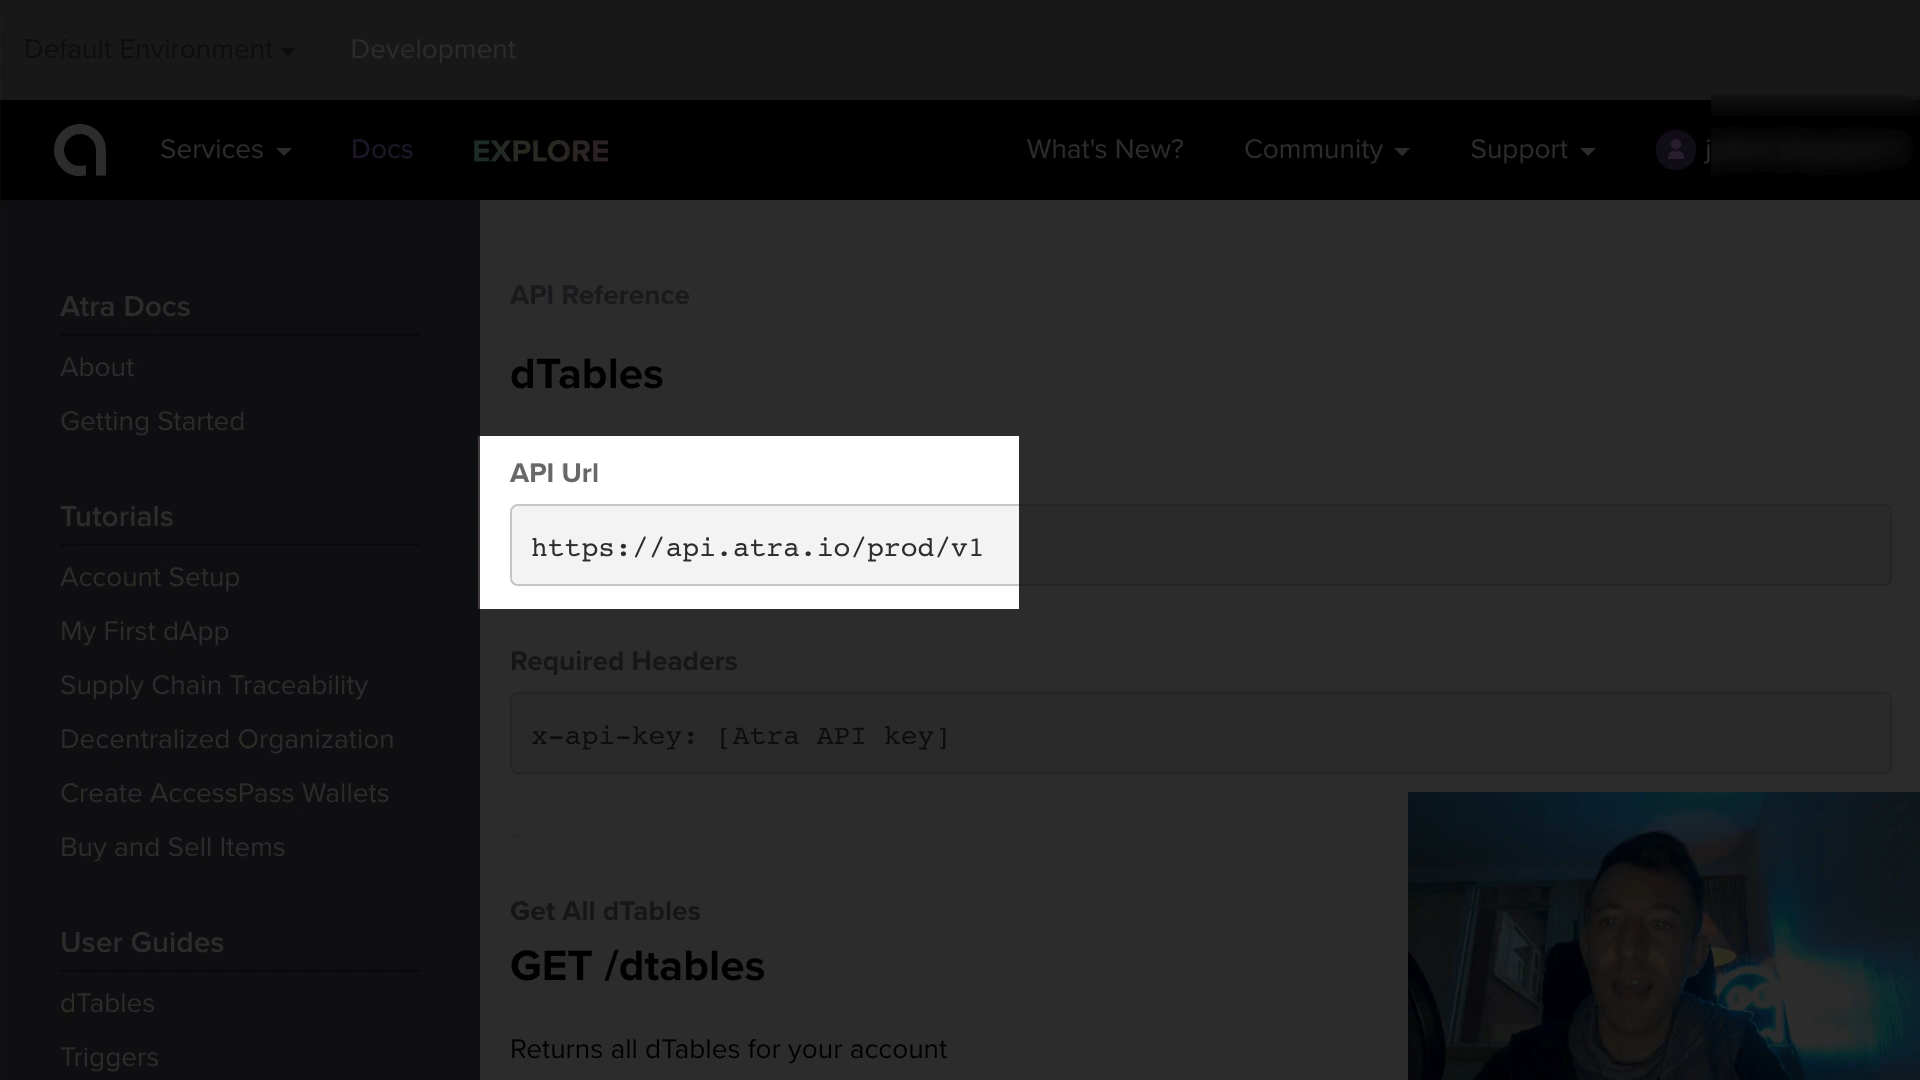 Default Environment
Development
Services
Docs
EXPLORE
What's New?
Community
Support
j
Atra Docs
About
Getting Started
Tutorials
Account Setup
My First dApp
Supply Chain Traceability
Decentralized Organization
Create AccessPass Wallets
Buy and Sell Items
User Guides
dTables
Triggers
API Reference
dTables
API Url
https://api.atra.io/prod/v1
Required Headers
x-api-key: [Atra API key]
Get All dTables
GET /dtables
Returns all dTables for your account